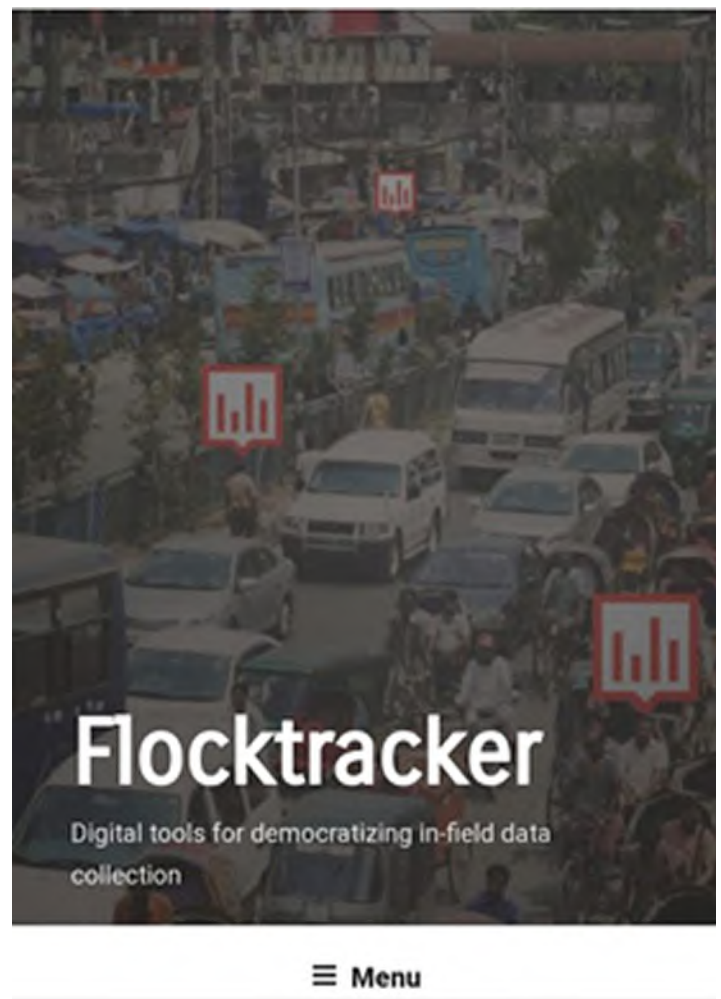 Flocktracker
Digital tools for democratizing in-field data
collection
Menu